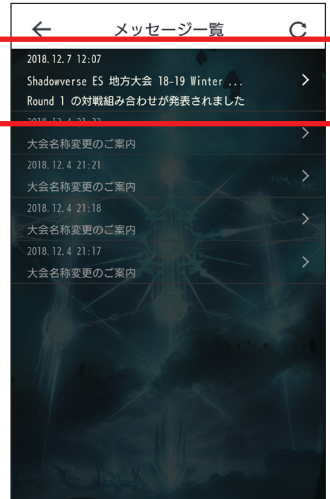 メッセージ一覧
2018.12.7 12:07
Shadowverse ES 地方大会 18-19 Winter ...
Round 1 の対戦組み合わせが発表されました
大会名称変更のご案内
2018.12.4 21:21
大会名称変更のご案内
2018.12.4 21:18
大会名称変更のご案内
2018.12.4 21:17
大会名称変更のご案内